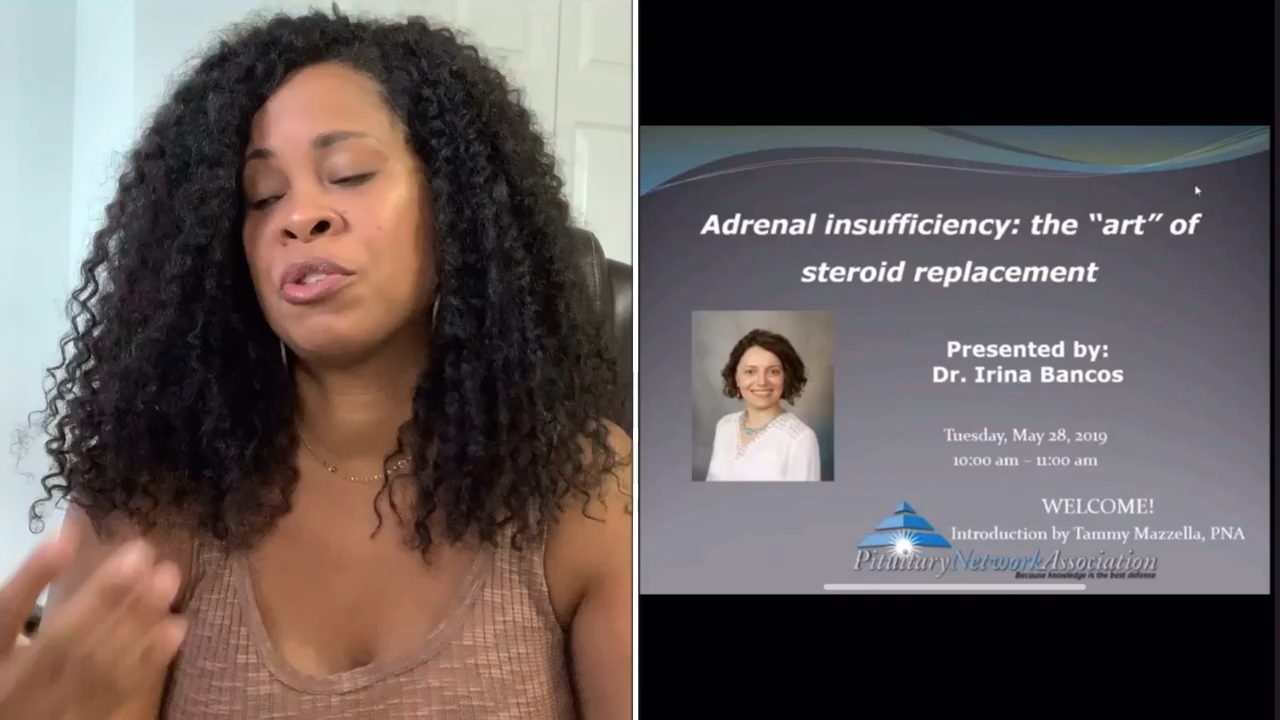 Adrenal insufficiency: the “art” of
steroid replacement
Presented by:
Dr. Irina Bancos
Tuesday, May 28, 2019
10:00 am – 11:00 am
WELCOME!
Introduction by Tammy Mazzella, PNA
PituitaryNetworkAssociation
Because knowledge is the best defense